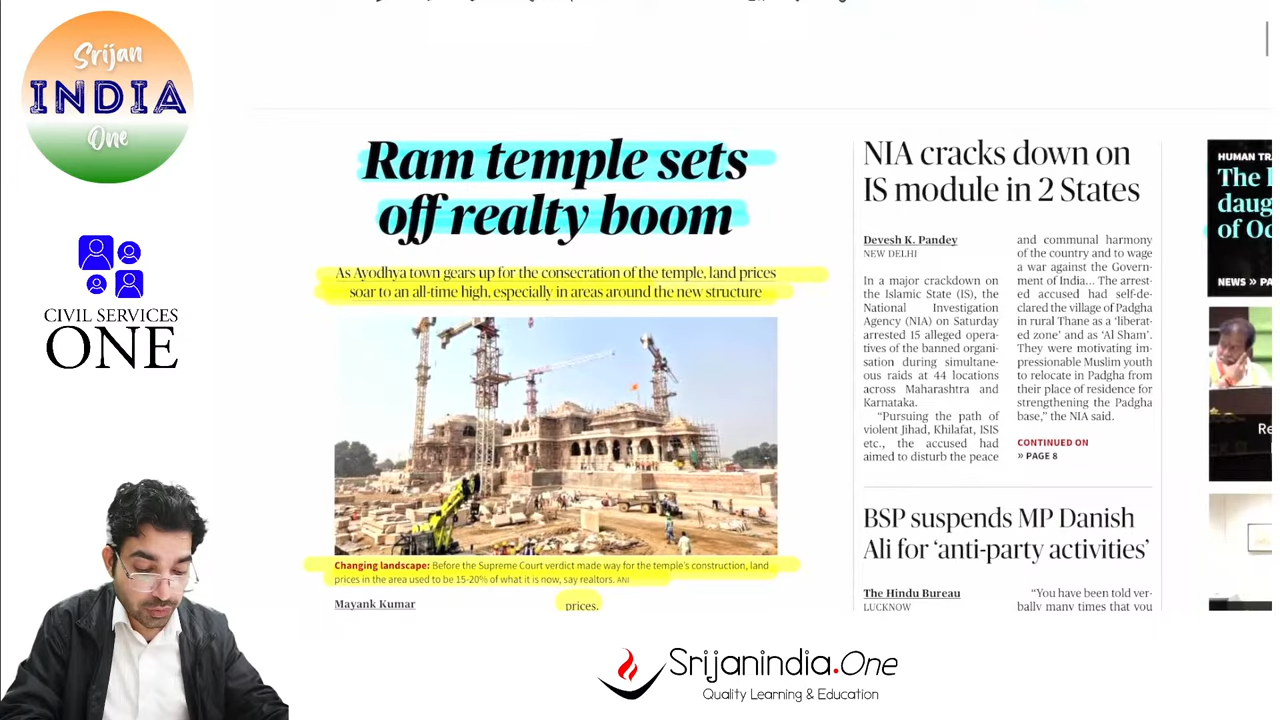 Srijan
INDIA
One
CIVIL SERVICES
ONE
Ram temple sets
off realty boom
As Ayodhya town gears up for the consecration of the temple, land prices
soar to an all-time high, especially in areas around the new structure
Changing landscape: Before the Supreme Court verdict made way for the temple's construction, land
prices in the area used to be 15-20% of what it is now, say realtors. ANI
Mayank Kumar
prices.
NIA cracks down on
IS module in 2 States
Devesh K. Pandey
NEW DELHI
In a major crackdown on
the Islamic State (IS), the
National Investigation
Agency (NIA) on Saturday
arrested 15 alleged opera-
tives of the banned organi-
sation during simultane-
ous raids at 44 locations
across Maharashtra and
Karnataka.
“Pursuing the path of
violent Jihad, Khilafat, ISIS
etc., the accused had
aimed to disturb the peace
and communal harmony
of the country and to wage
a war against the Govern-
ment of India... The arrest-
ed accused had self-de-
clared the village of Padgha
in rural Thane as a ‘liberat-
ed zone’ and as ‘Al Sham’.
They were motivating im-
pressionable Muslim youth
to relocate in Padgha from
their place of residence for
strengthening the Padgha
base,” the NIA said.
CONTINUED ON
» PAGE 8
BSP suspends MP Danish
Ali for ‘anti-party activities’
The Hindu Bureau
LUCKNOW
“You have been told ver-
bally many times that you
HUMAN TRA
The
daug
of Od
NEWS » PA
Re
Srijanindia.One
Quality Learning & Education